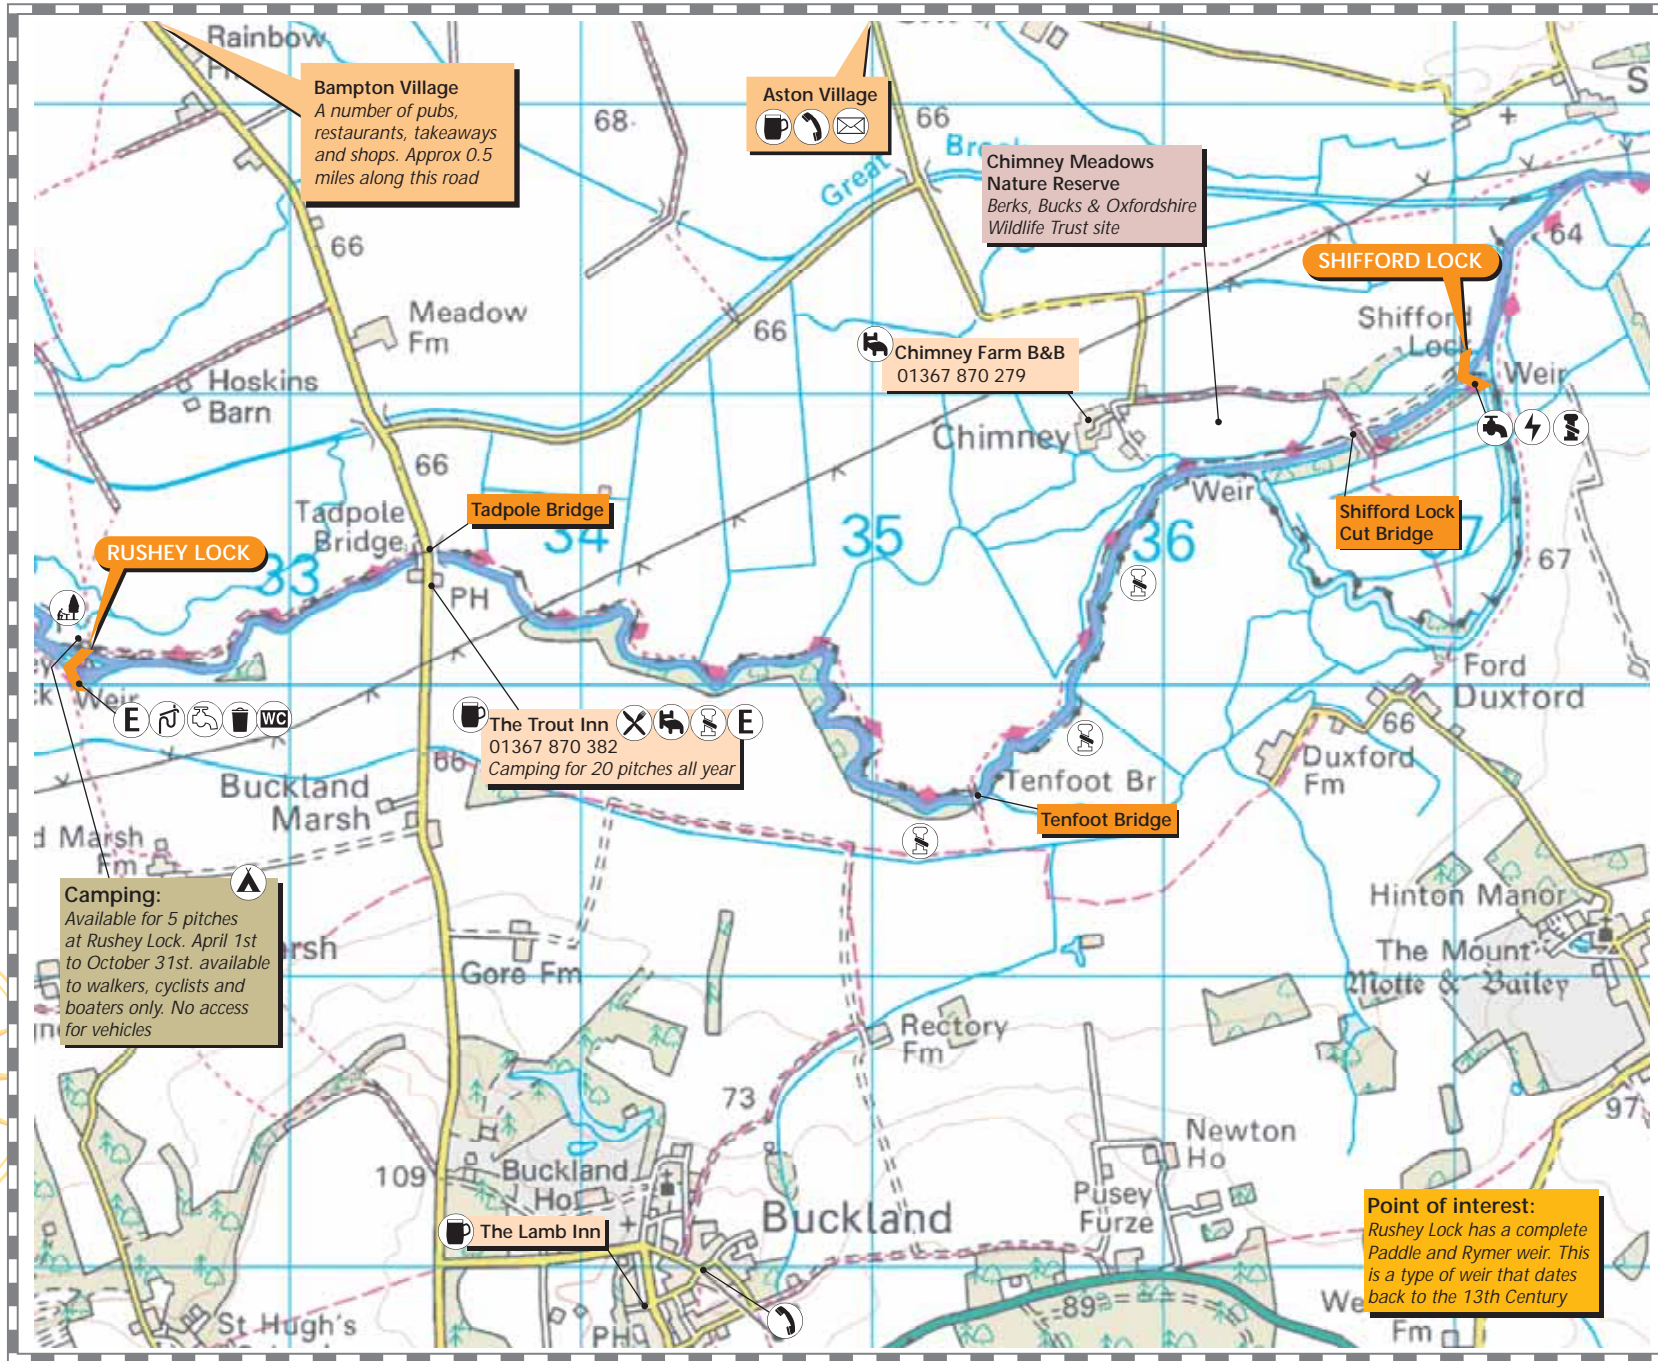 Rainbow
Bampton Village
A number of pubs,
restaurants, takeaways
and shops. Approx 0.5
miles along this road
68
Aston Village
66
Great
Chimney Meadows
Nature Reserve
Berks, Bucks & Oxfordshire
Wildlife Trust site
S
64
66
SHIFFORD LOCK
Meadow
Fm
66
Shifford
Lock
Weir
Chimney Farm B&B
01367 870 279
Hoskins
Barn
Chimney
66
Weir
Tadpole
Bridge
Tadpole Bridge
Shifford Lock
Cut Bridge
RUSHEY LOCK
33
34
35
36
67
PH
Weir
E
WC
The Trout Inn
E
01367 870 382
Camping for 20 pitches all year
Ford
Duxford
66
66
Duxford
Fm
Buckland
Marsh
Tenfoot Br
Tenfoot Bridge
d Marsh
Fm
Camping:
Available for 5 pitches
at Rushey Lock. April 1st
to October 31st. available
to walkers, cyclists and
boaters only. No access
for vehicles
rsh
Gore Fm
Hinton Manor
The Mount
Motte & Bailey
Rectory
Fm
73
97
109
Buckland
Ho
Newton
Ho
Pusey
Furze
Buckland
The Lamb Inn
Point of interest:
Rushey Lock has a complete
Paddle and Rymer weir. This
is a type of weir that dates
back to the 13th Century
St Hugh's
PH
89
We
Fm